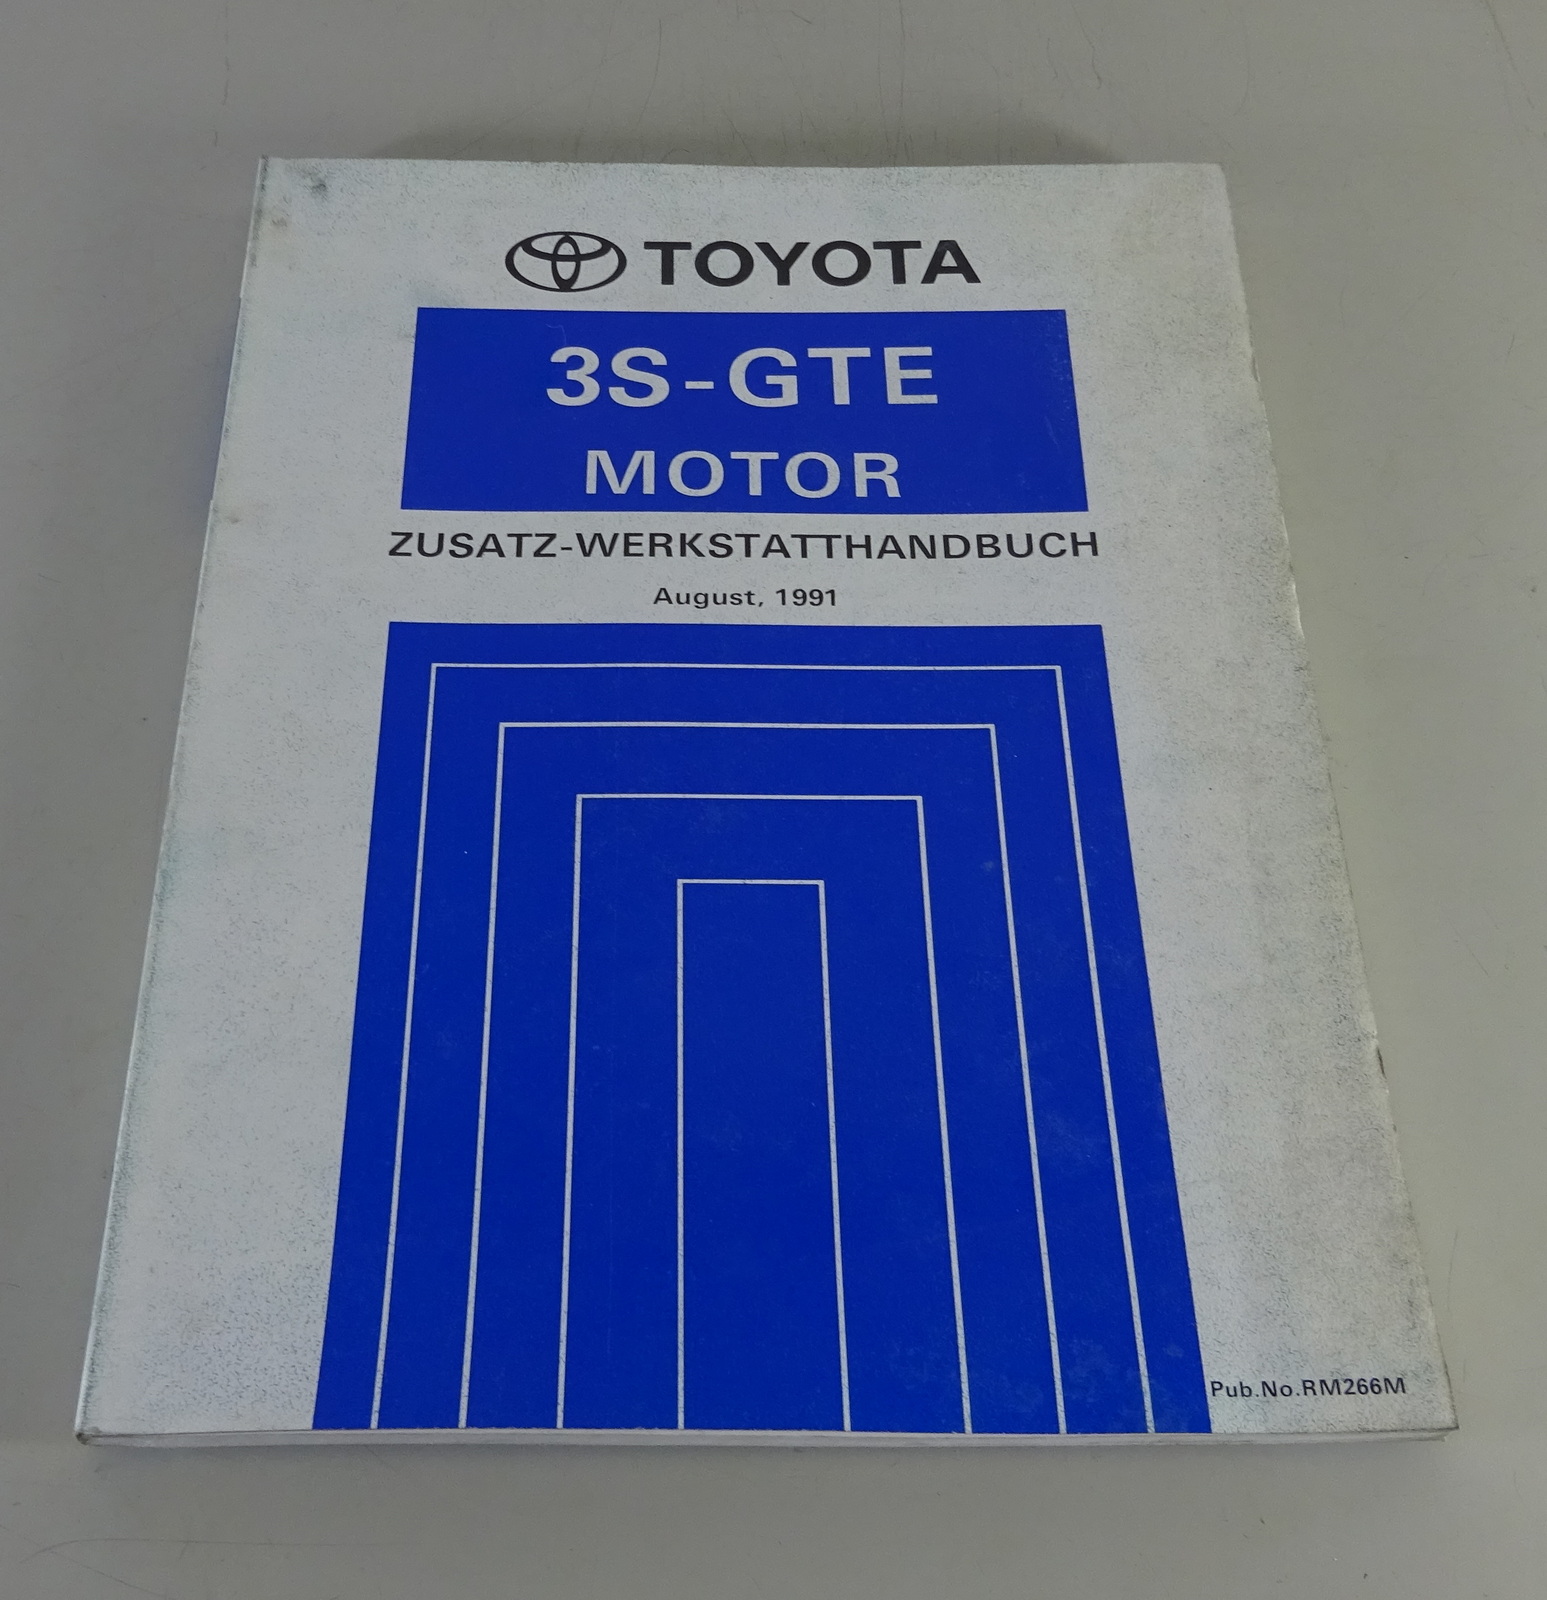 TOYOTA
3S-GTE
MOTOR
ZUSATZ-WERKSTATTHANDBUCH
August, 1991
Pub.No.RM266M